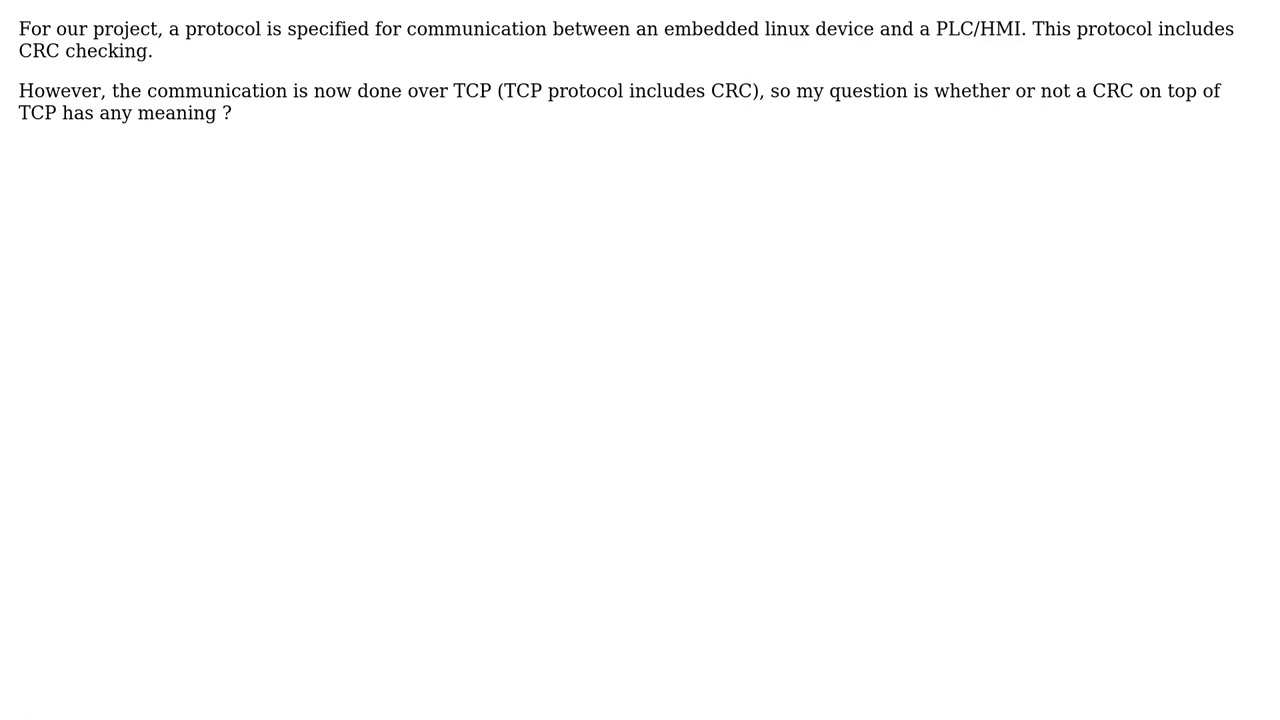 For our project, a protocol is specified for communication between an embedded linux device and a PLC/HMI. This protocol includes
CRC checking.
However, the communication is now done over TCP (TCP protocol includes CRC), so my question is whether or not a CRC on top of
TCP has any meaning ?